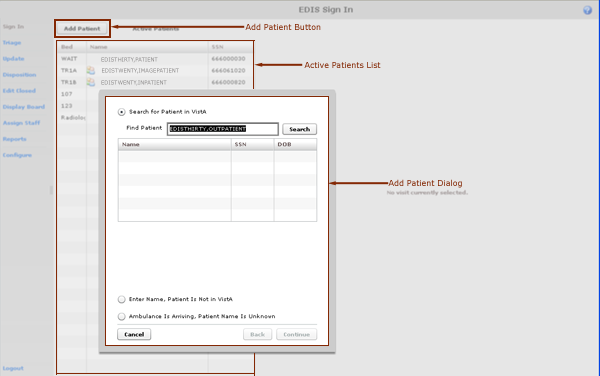 EDIS Sign In
Sign In
Add Patient
Active Patients
Add Patient Button
Triage
Bed Name SSN
Update
WAIT EDISTHIRTY,PATIENT 666000030
Active Patients List
Disposition
TR1A EDISTWENTY,IMAGEPATIENT 666061020
TR1B EDISTWENTY,INPATIENT 666000820
Edit Closed
107
Display Board
123
Assign Staff
Radiolo
Reports
Configure
Search for Patient in VistA
Find Patient EDISTHIRTY,OUTPATIENT Search
Name SSN DOB
Add Patient Dialog
no visit currently selected.
Enter Name, Patient Is Not in VistA
Ambulance Is Arriving, Patient Name Is Unknown
Cancel Back Continue
Logout